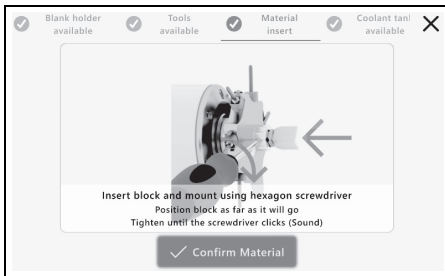 Blank holder
available
Tools
available
Material
insert
Coolant tank
available
Insert block and mount using hexagon screwdriver
Position block as far as it will go
Tighten until the screwdriver clicks (Sound)
Confirm Material